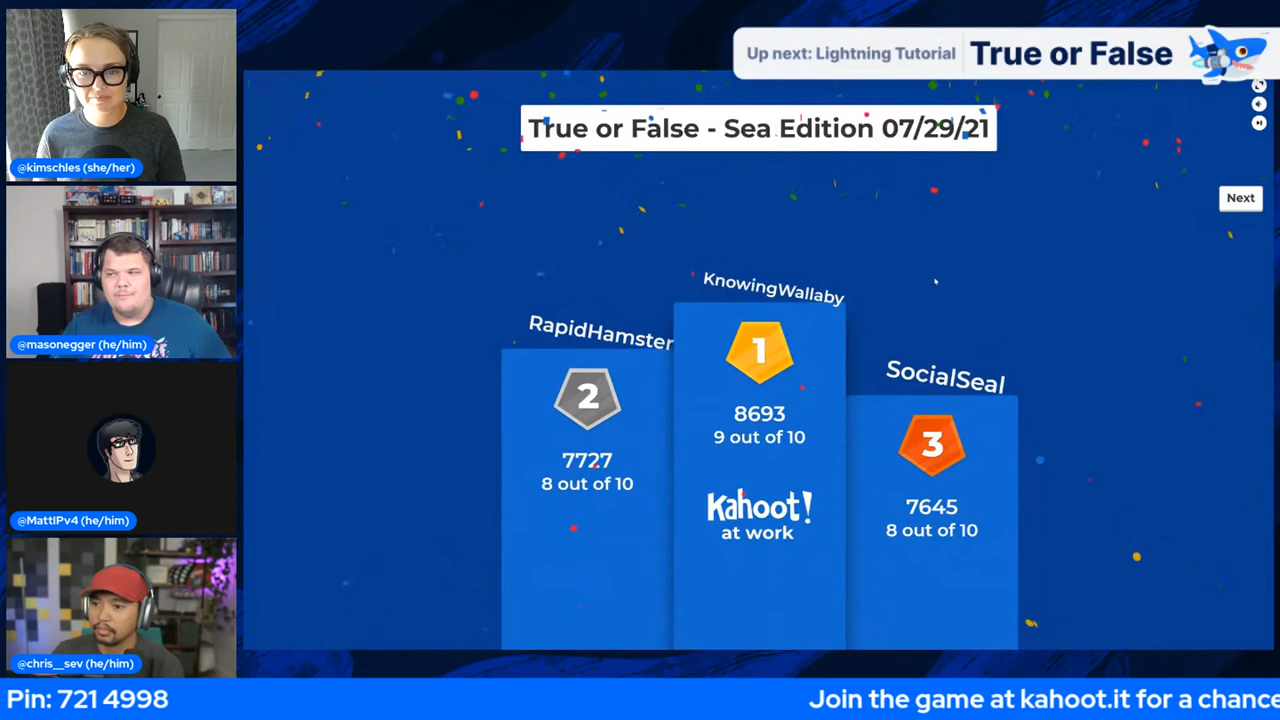 Up next: Lightning Tutorial
True or False
True or False - Sea Edition 07/29/21
Next
@kimschles (she/her)
@masonegger (he/him)
@MattIPv4 (he/him)
@chris__sev (he/him)
KnowingWallaby
1
8693
9 out of 10
Kahoot!
at work
RapidHamster
2
7727
8 out of 10
SocialSeal
3
7645
8 out of 10
Pin: 721 4998
Join the game at kahoot.it for a chance